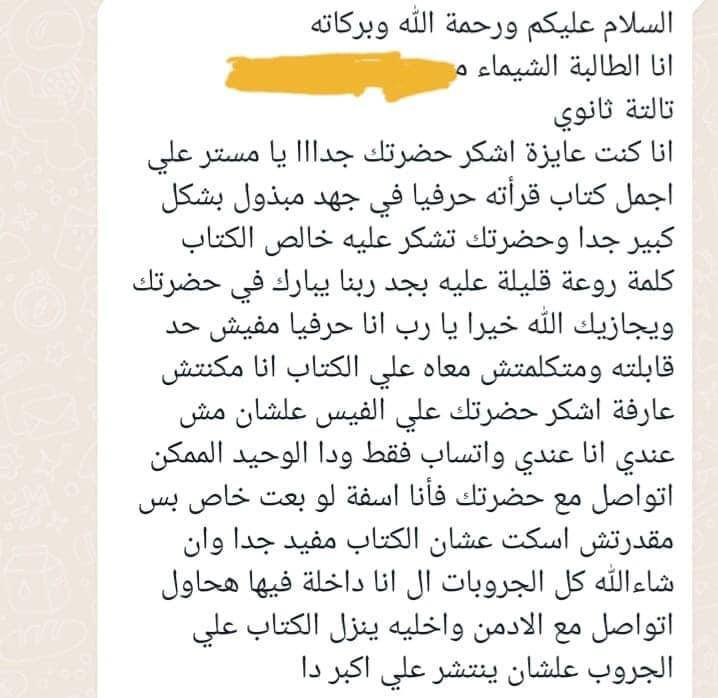 السلام عليكم ورحمة الله وبركاته
انا الطالبة الشيماء م
تالتة ثانوي
انا كنت عايزة اشكر حضرتك جدااا يا مستر علي
اجمل كتاب قرأته حرفيا في جهد مبذول بشكل
كبير جدا وحضرتك تشكر عليه خالص الكتاب
كلمة روعة قليلة عليه بجد ربنا يبارك في حضرتك
ويجازيك الله خيرا يا رب انا حرفيا مفيش حد
قابلته ومتكلمتش معاه علي الكتاب انا مكنتش
عارفة اشكر حضرتك علي الفيس علشان مش
عندي انا عندي واتساب فقط ودا الوحيد الممكن
اتواصل مع حضرتك فأنا اسفة لو بعت خاص بس
مقدرتش اسكت عشان الكتاب مفيد جدا وان
شاءالله كل الجروبات ال انا داخلة فيها هحاول
اتواصل مع الادمن واخليه ينزل الكتاب علي
الجروب علشان ينتشر علي اكبر دا